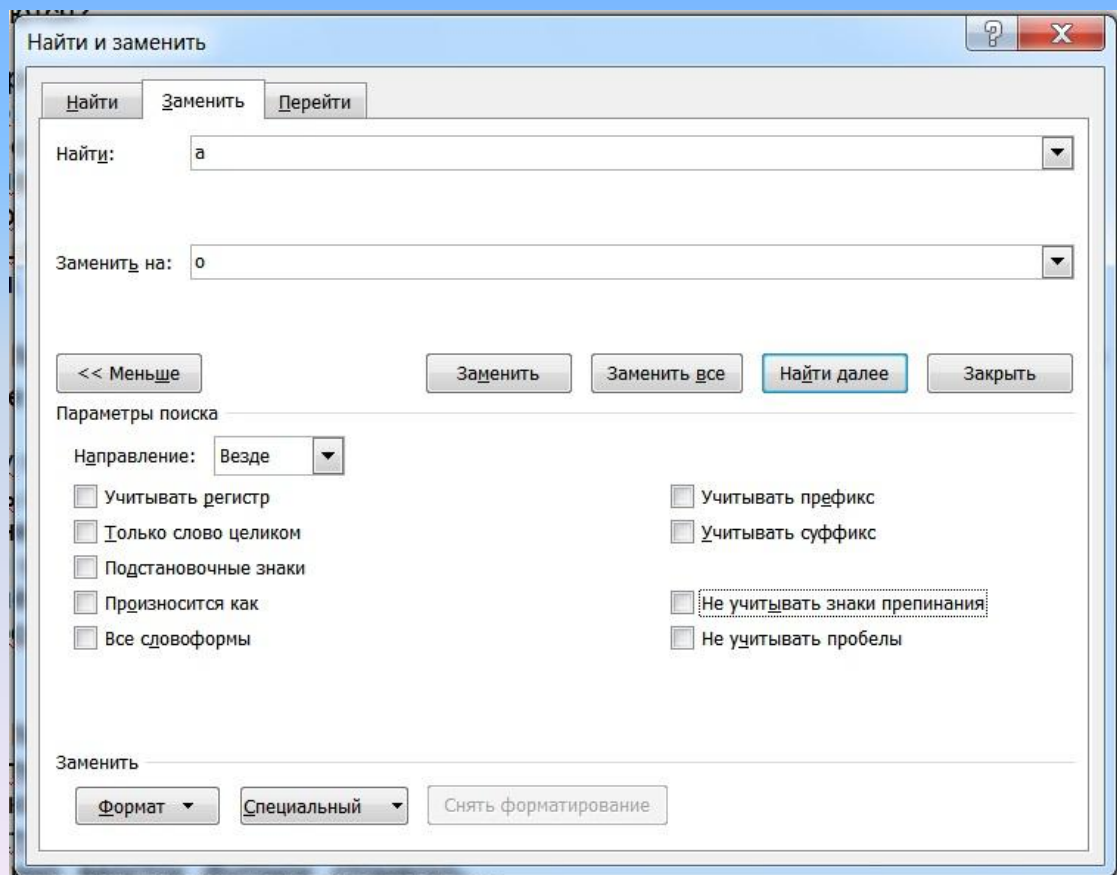 Найти и заменить
Найти Заменить Перейти
Найти: а
Заменить на: о
<< Меньше Заменить Заменить все Найти далее Закрыть
Параметры поиска
Направление: Везде
Учитывать регистр Учитывать префикс
Только слово целиком Учитывать суффикс
Подстановочные знаки
Произносится как Не учитывать знаки препинания
Все словоформы Не учитывать пробелы
Заменить
Формат Специальный Снять форматирование